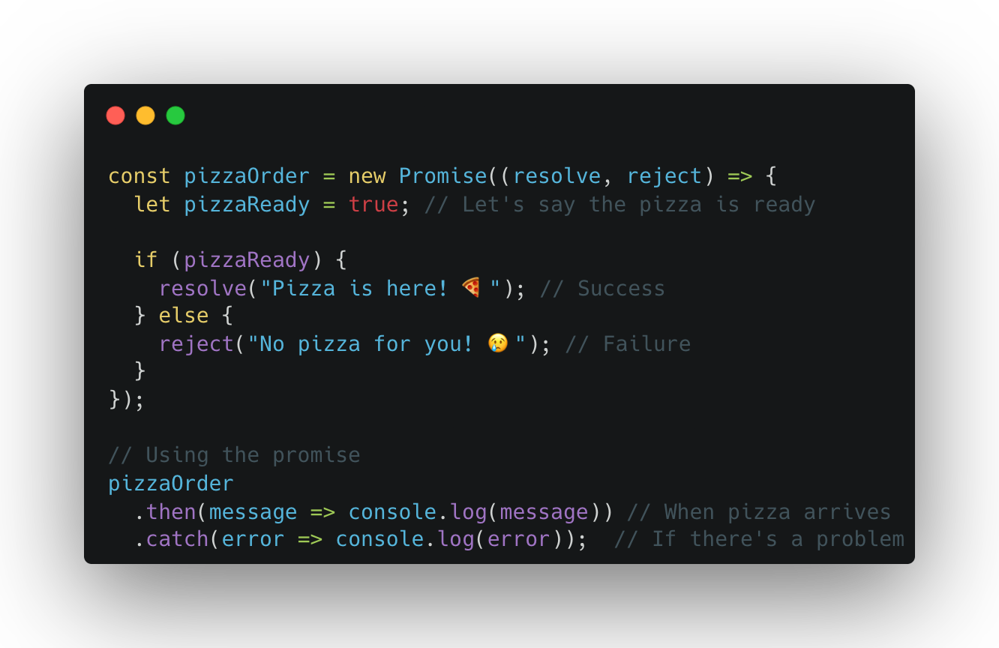 const pizzaOrder = new Promise((resolve, reject) => {
  let pizzaReady = true; // Let's say the pizza is ready

  if (pizzaReady) {
    resolve("Pizza is here! 🍕 "); // Success
  } else {
    reject("No pizza for you! 😢 "); // Failure
  }
});

// Using the promise
pizzaOrder
  .then(message => console.log(message)) // When pizza arrives
  .catch(error => console.log(error));  // If there's a problem